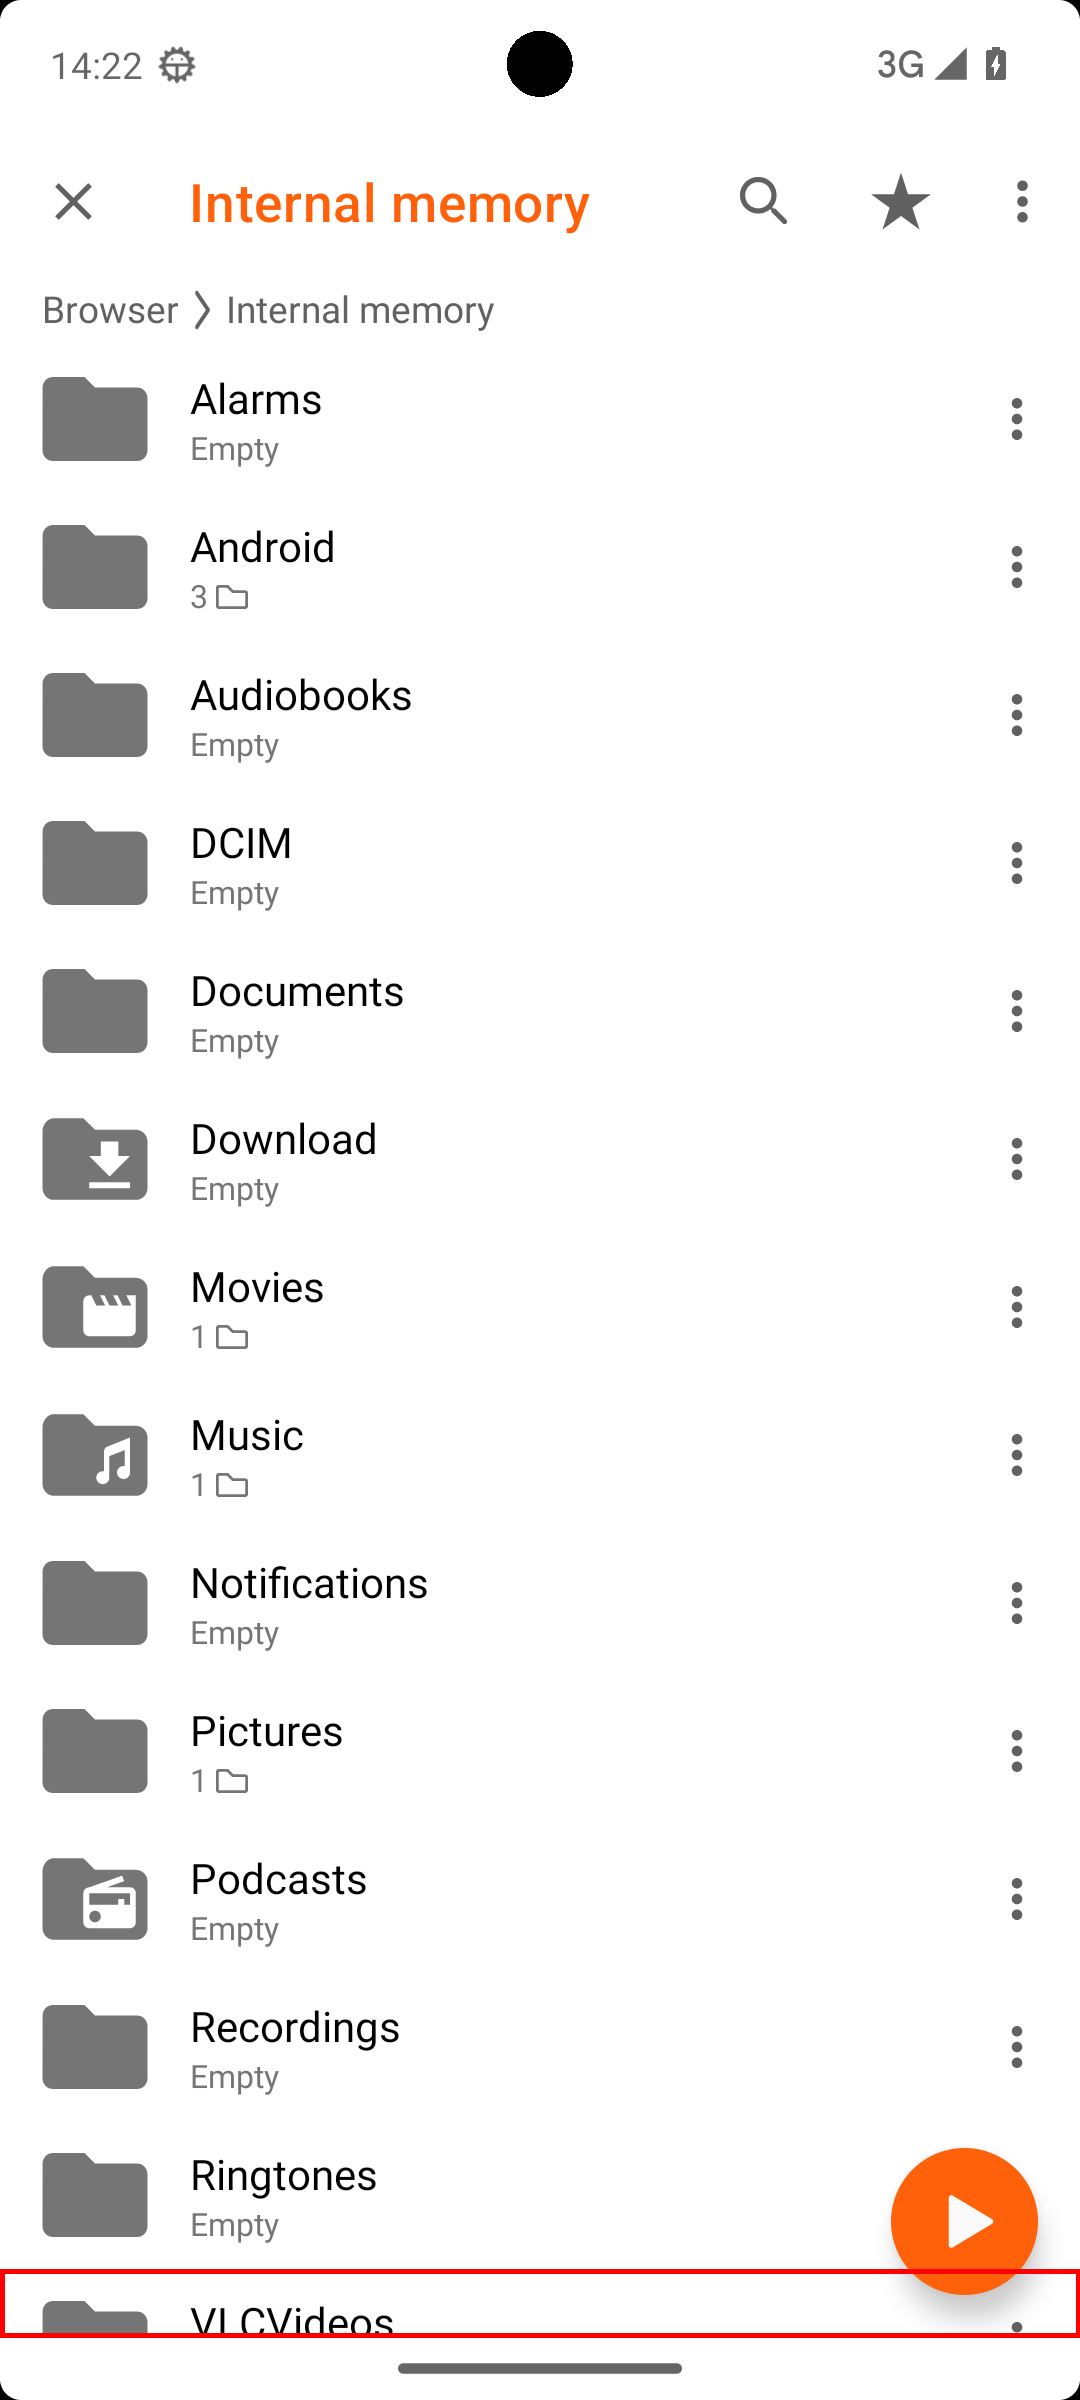 14:22
3G
Internal memory
Browser
Internal memory
Alarms
Empty
Android
3
Audiobooks
Empty
DCIM
Empty
Documents
Empty
Download
Empty
Movies
1
Music
1
Notifications
Empty
Pictures
1
Podcasts
Empty
Recordings
Empty
Ringtones
Empty
VLCVideos